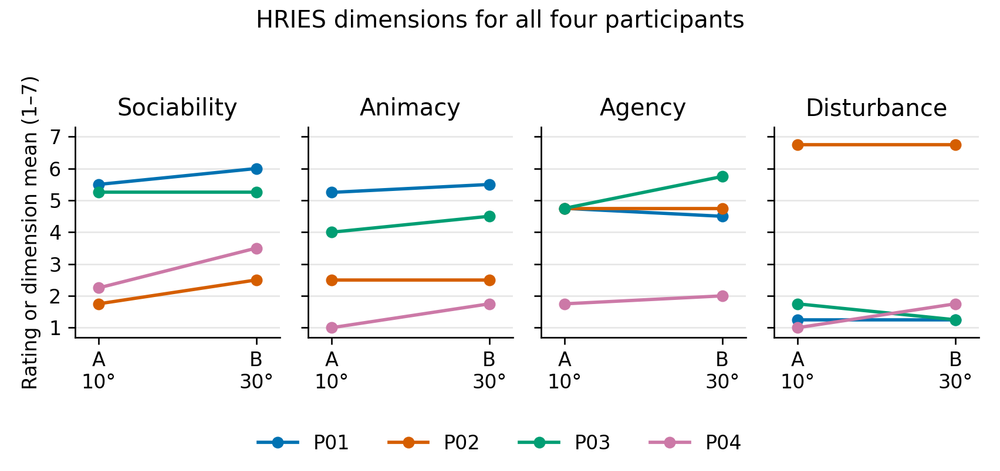 HRIES dimensions for all four participants
Rating or dimension mean (1–7)
Sociability
Animacy
Agency
Disturbance
7
6
5
4
3
2
1
A
10°
B
30°
A
10°
B
30°
A
10°
B
30°
A
10°
B
30°
P01
P02
P03
P04